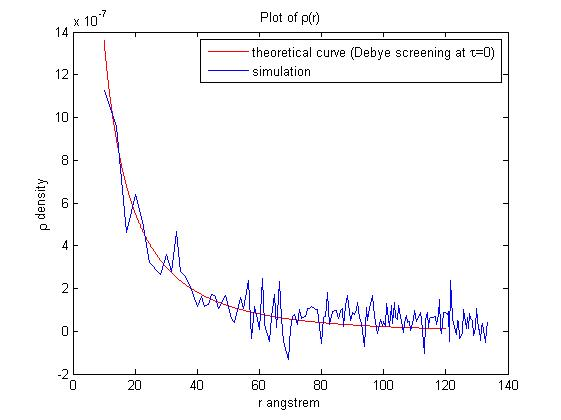 Plot of ρ(r)
x 10⁻⁷
14
12
10
8
6
4
2
0
-2
ρ density
theoretical curve (Debye screening at τ=0)
simulation
0 20 40 60 80 100 120 140
r angstrem